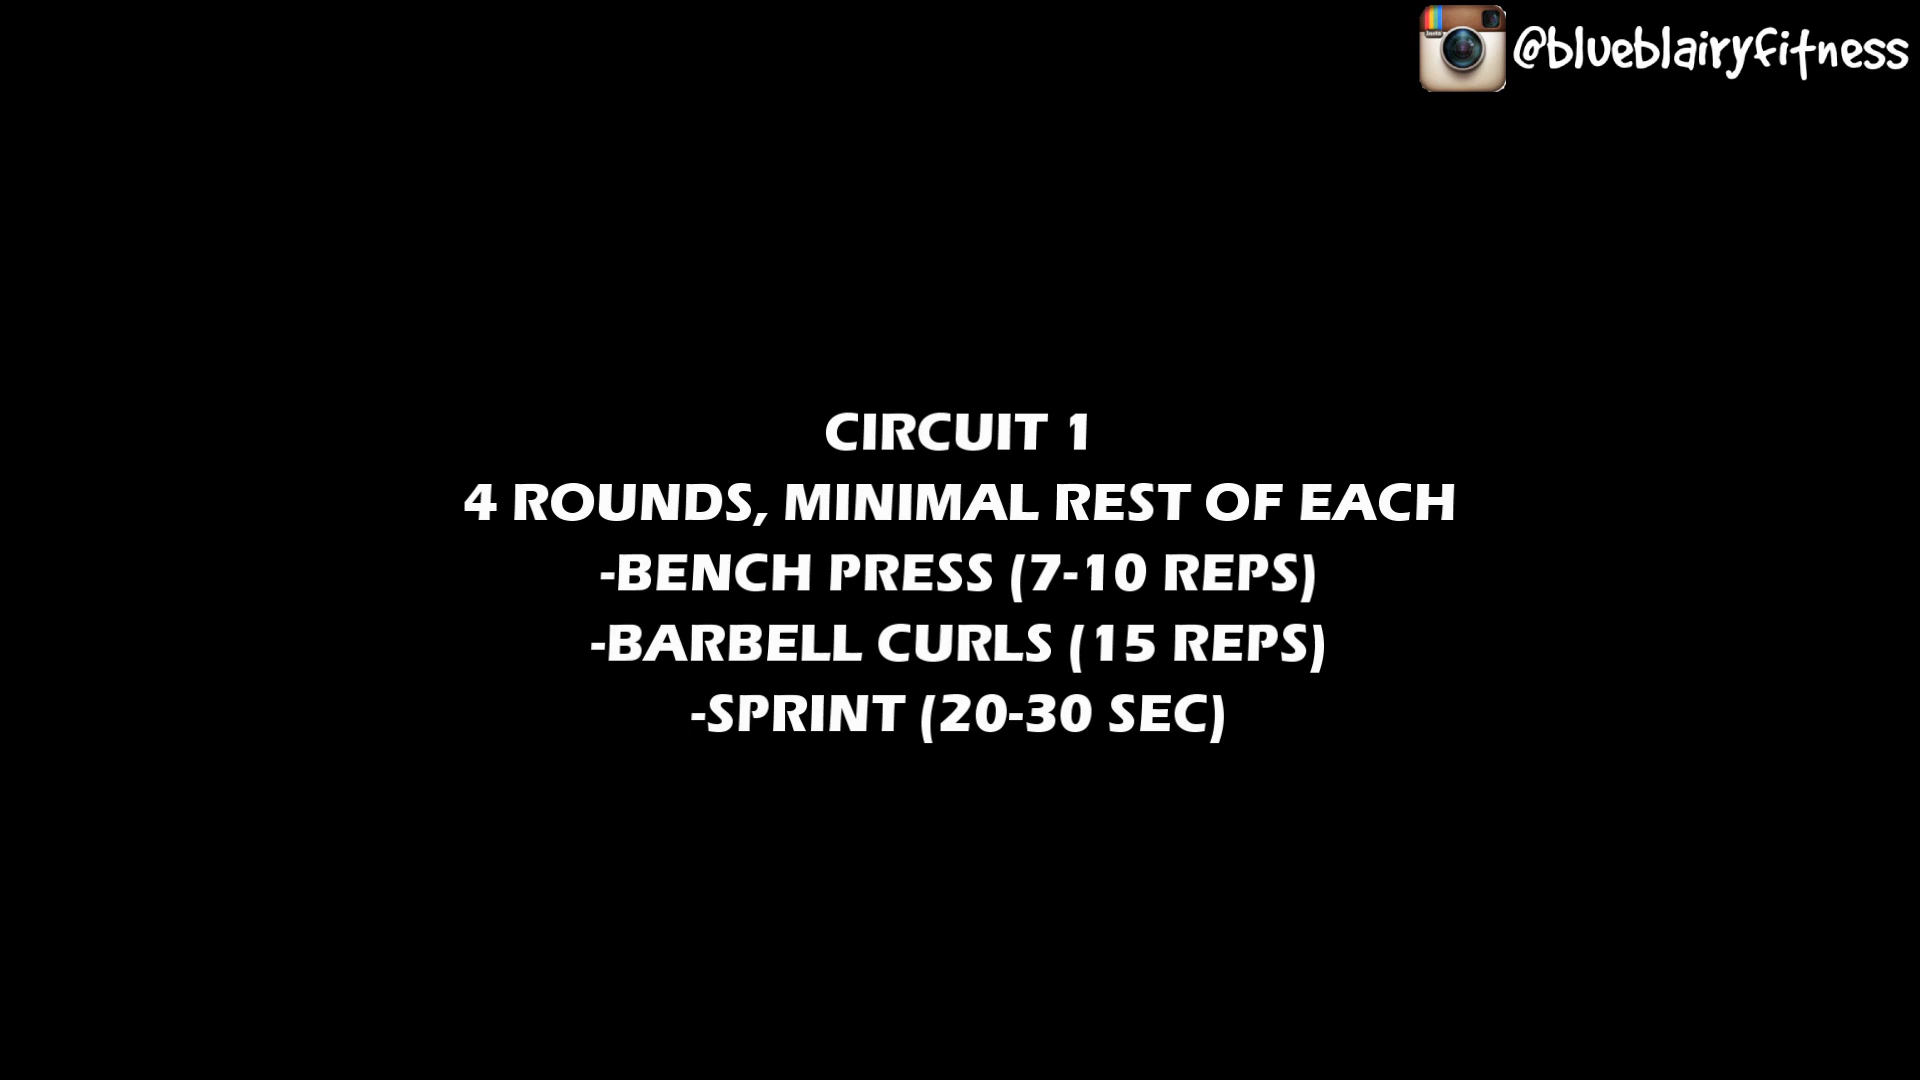 @blueblairyfitness
CIRCUIT 1
4 ROUNDS, MINIMAL REST OF EACH
-BENCH PRESS (7-10 REPS)
-BARBELL CURLS (15 REPS)
-SPRINT (20-30 SEC)